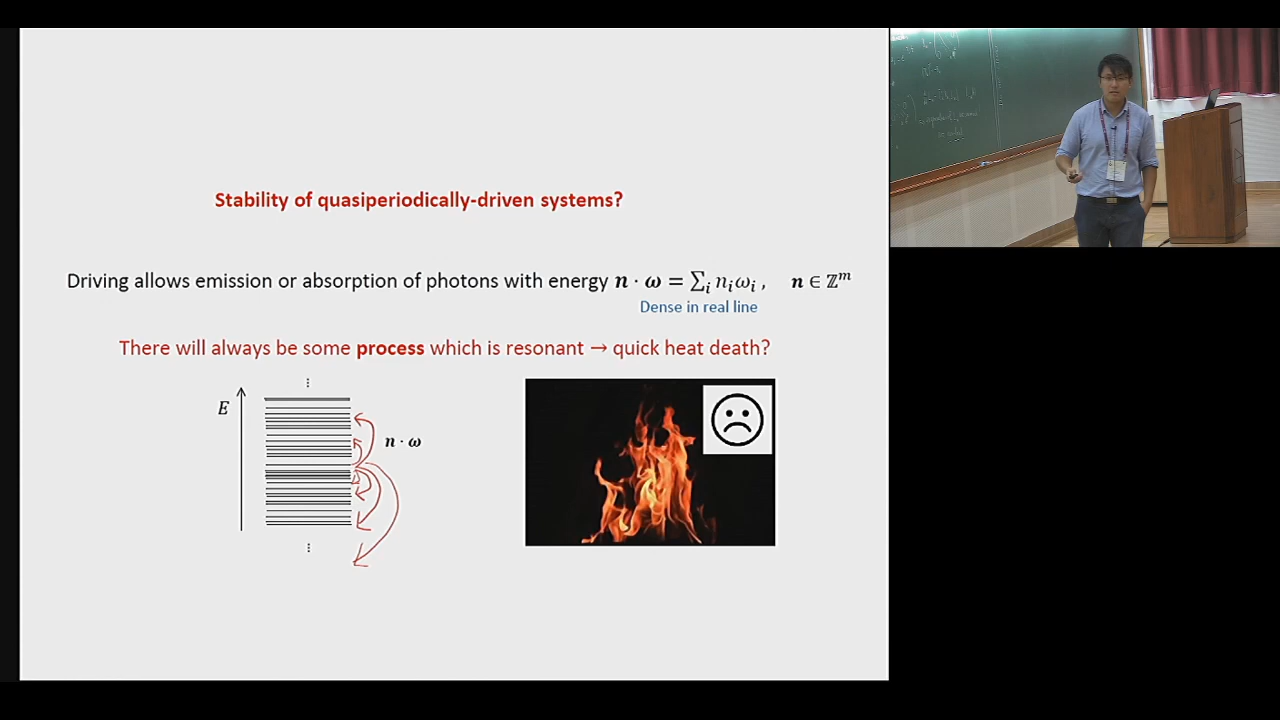 Stability of quasiperiodically-driven systems?
Driving allows emission or absorption of photons with energy n · ω = ∑ᵢ nᵢωᵢ , n ∈ ℤᵐ
Dense in real line
There will always be some process which is resonant → quick heat death?
⋮
E
n · ω
⋮